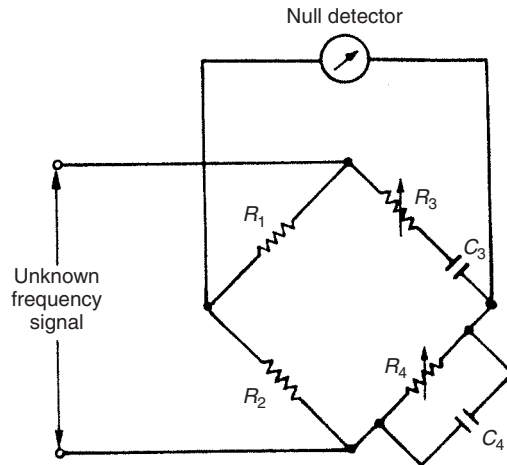 Null detector
R1
R3
C3
Unknown
frequency
signal
R2
R4
C4